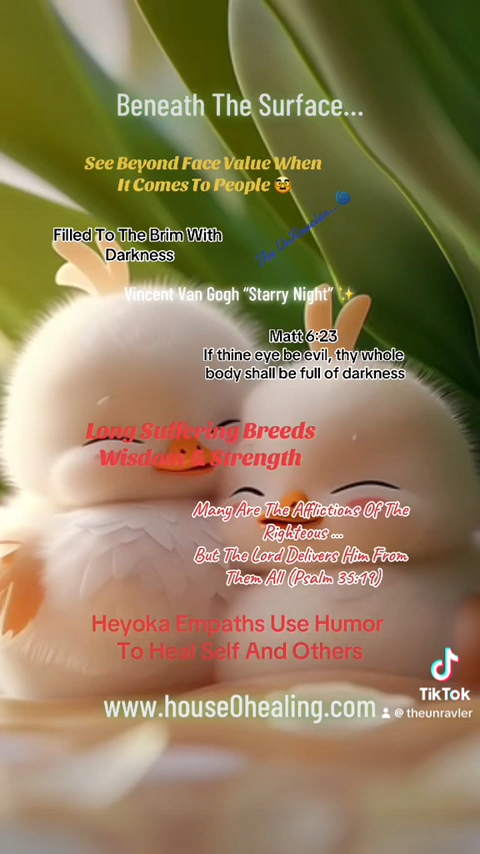 Beneath The Surface...
See Beyond Face Value When
It Comes To People 🥸
The UnRaveler...🌀
Filled To The Brim With
Darkness
Vincent Van Gogh “Starry Night” ✨
Matt 6:23
If thine eye be evil, thy whole
body shall be full of darkness
Long Suffering Breeds
Wisdom & Strength
Many Are The Afflictions Of The
Righteous ...
But The Lord Delivers Him From
Them All (Psalm 35:19)
Heyoka Empaths Use Humor
To Heal Self And Others
TikTok
www.house0healing.com
@ theunravler